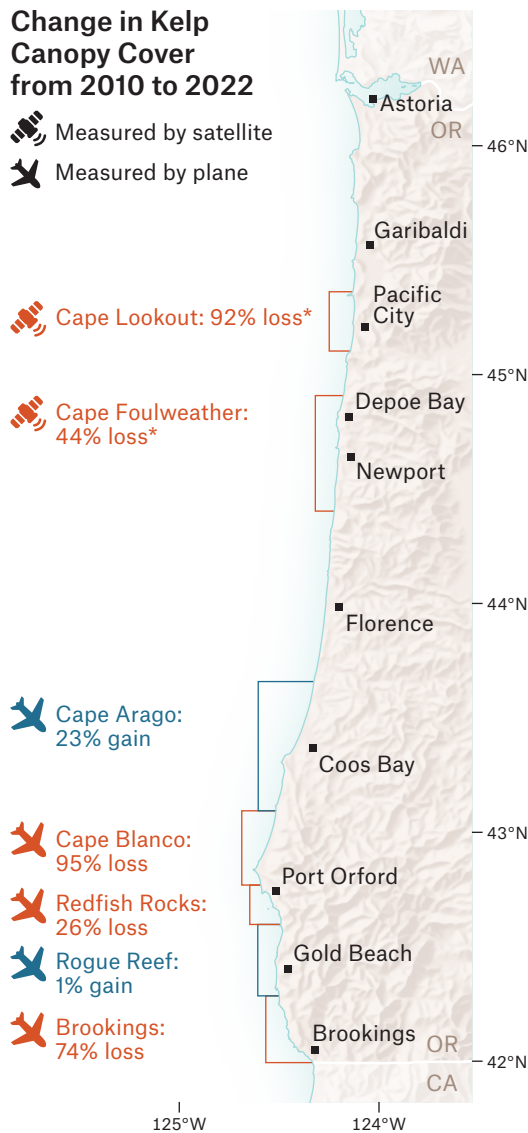 Change in Kelp
Canopy Cover
from 2010 to 2022
Measured by satellite
Measured by plane
WA
Astoria
OR
46°N
Garibaldi
Pacific
City
Cape Lookout: 92% loss*
45°N
Depoe Bay
Cape Foulweather:
44% loss*
Newport
44°N
Florence
Cape Arago:
23% gain
Coos Bay
43°N
Cape Blanco:
95% loss
Port Orford
Redfish Rocks:
26% loss
Gold Beach
Rogue Reef:
1% gain
Brookings:
74% loss
Brookings
OR
42°N
CA
125°W
124°W